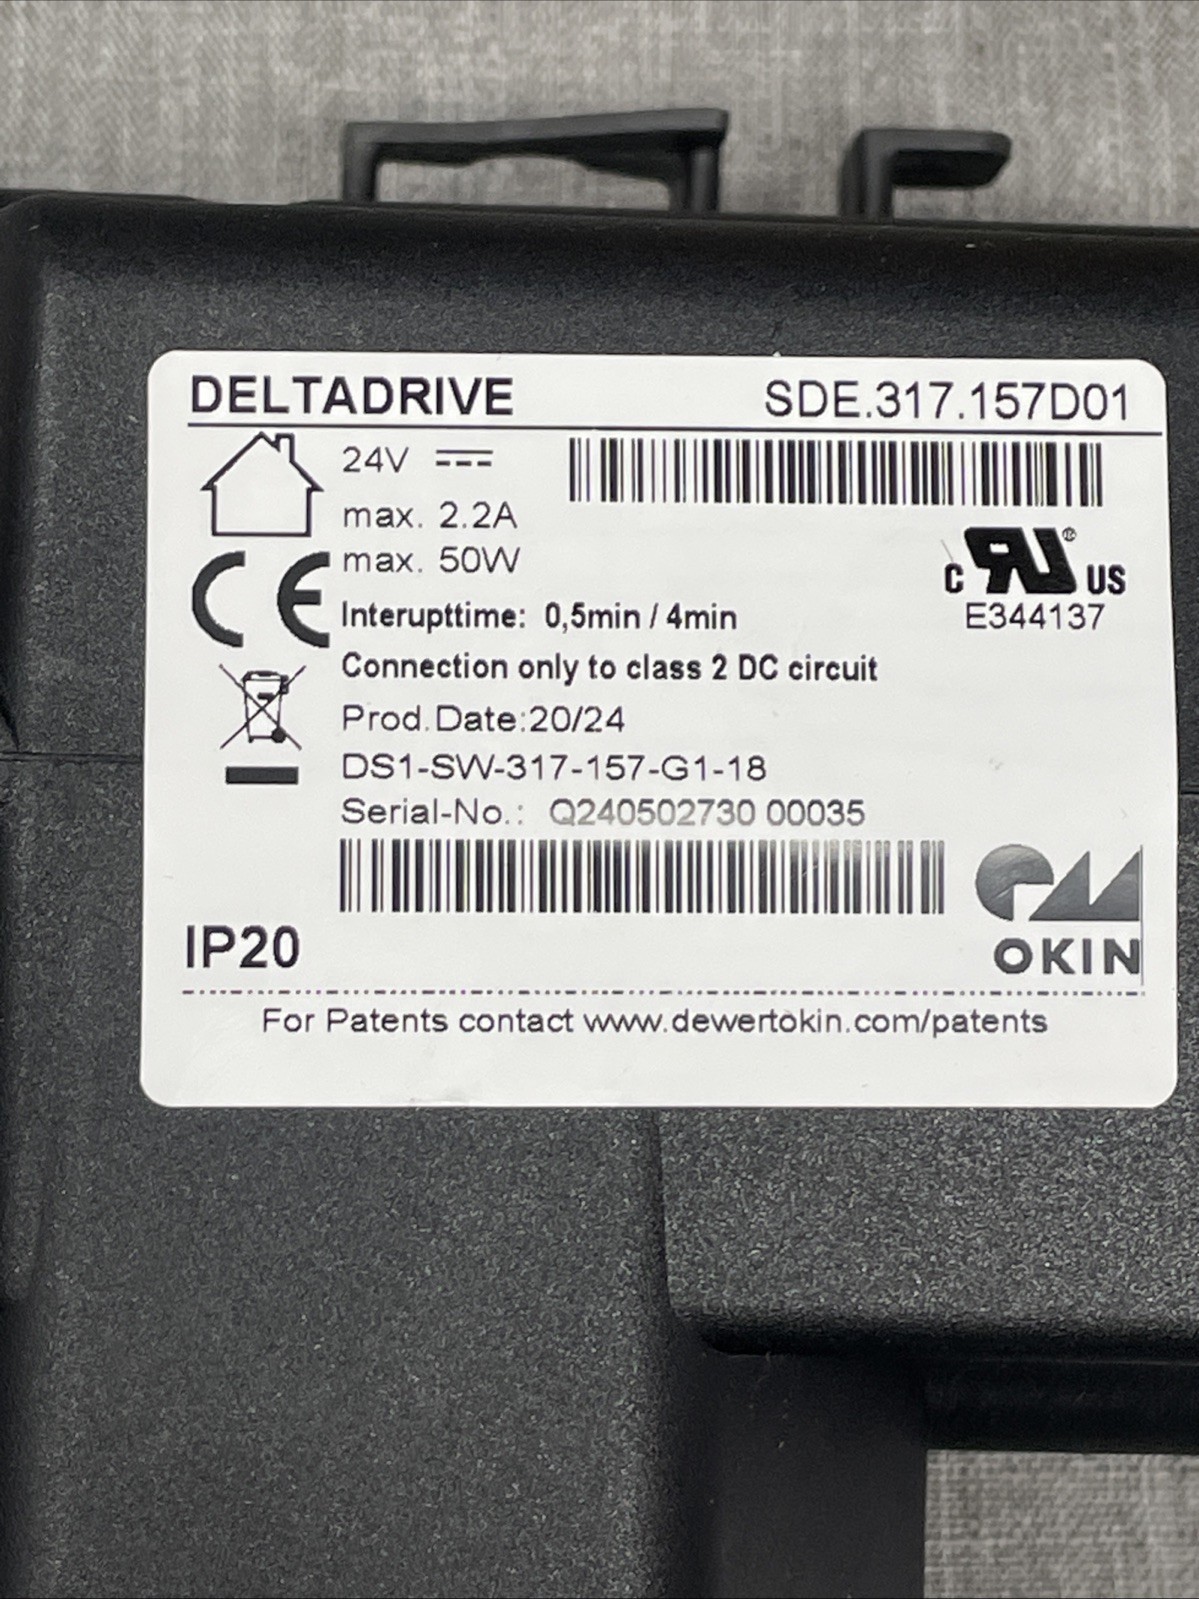 DELTADRIVE SDE.317.157D01
24V
max. 2.2A
max. 50W
CE
Interupttime: 0,5min / 4min
c RU ® US
E344137
Connection only to class 2 DC circuit
Prod.Date:20/24
DS1-SW-317-157-G1-18
Serial-No.: Q240502730 00035
IP20
OKIN
For Patents contact www.dewertokin.com/patents